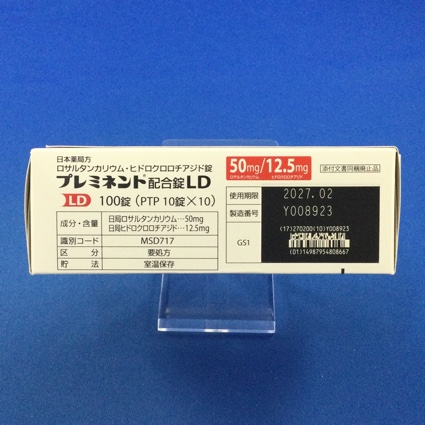 日本薬局方
ロサルタンカリウム・ヒドロクロロチアジド錠
プレミネント®配合錠LD
LD 100錠（PTP 10錠×10）
成分・含量 日局ロサルタンカリウム…50mg
日局ヒドロクロロチアジド…12.5mg
識別コード MSD717
区分 要処方
貯法 室温保存
50mg/12.5mg
ロサルタンカリウム ヒドロクロロチアジド
添付文書同梱廃止品
使用期限 2027.02
製造番号 Y008923
GS1
(17)270200(10)Y008923
(01)14987954808667